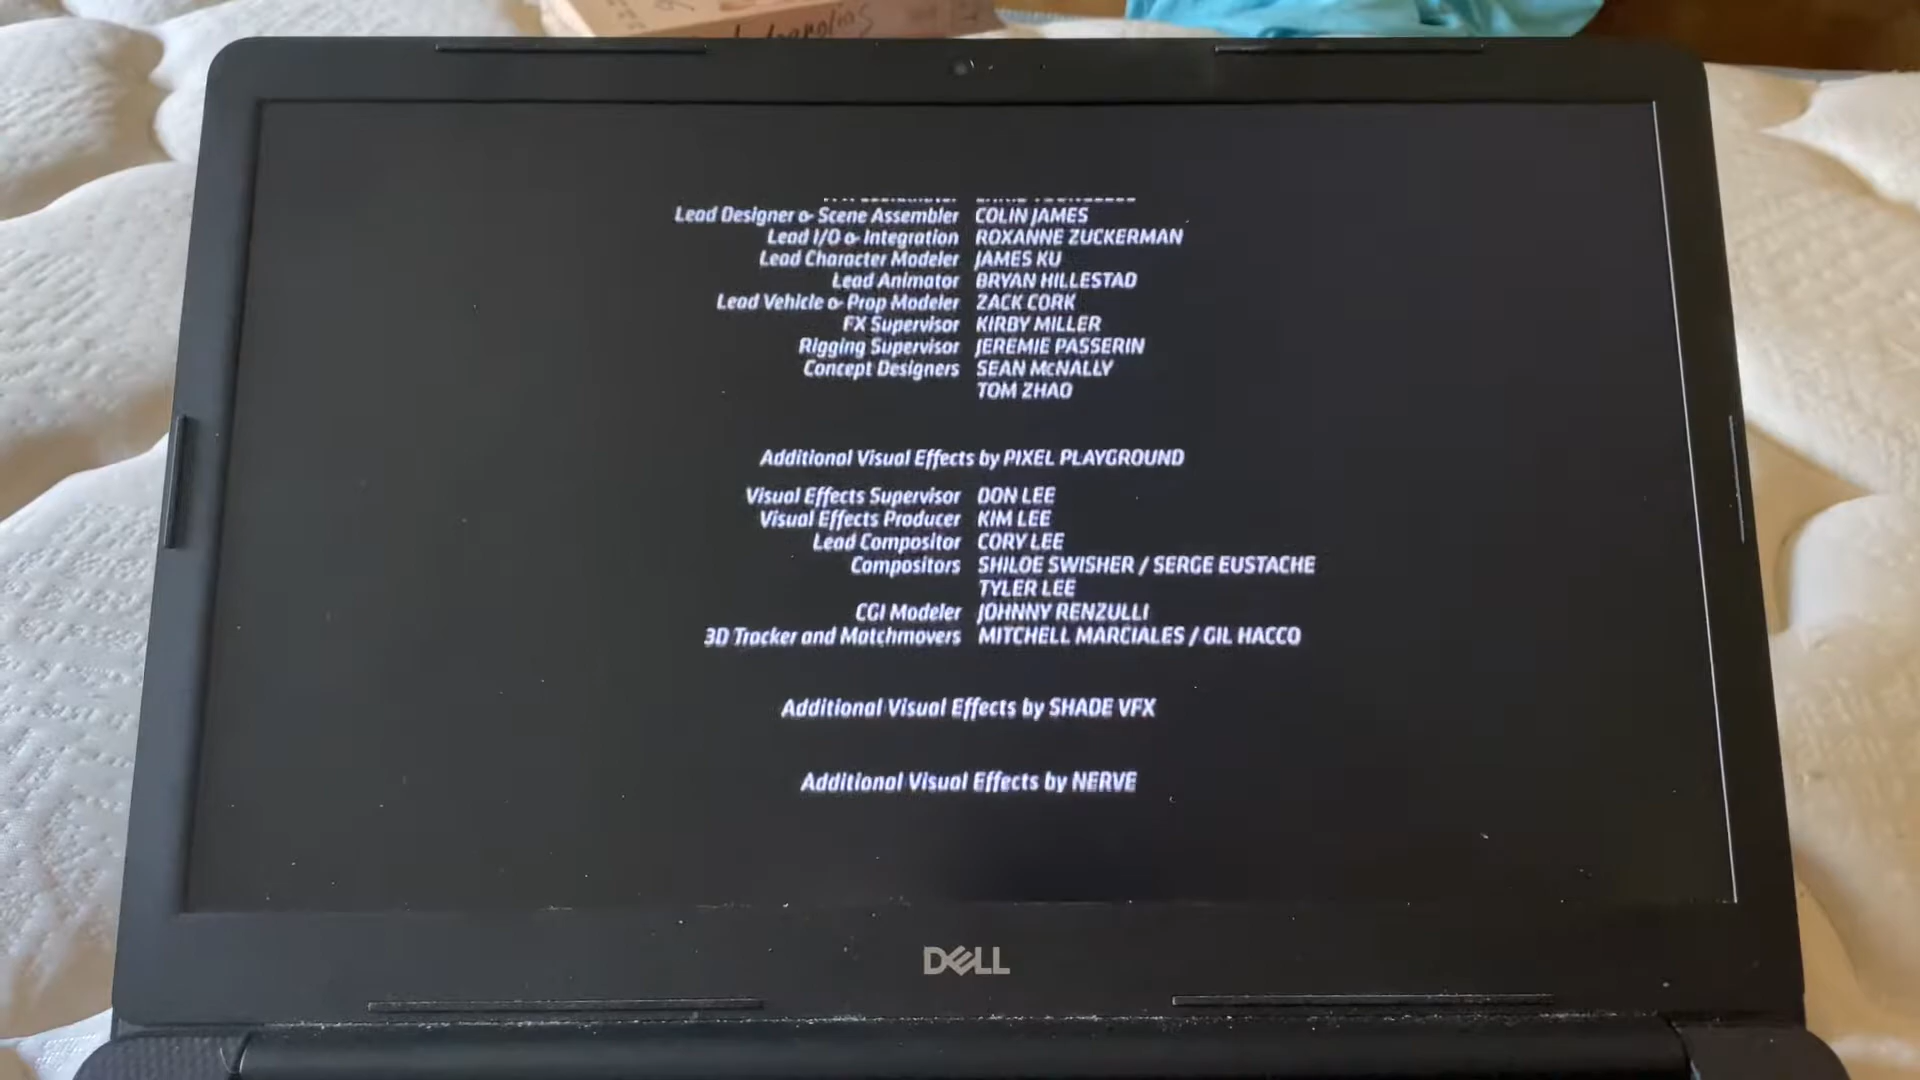 Lead Designer & Scene Assembler COLIN JAMES
Lead I/O & Integration ROXANNE ZUCKERMAN
Lead Character Modeler JAMES KU
Lead Animator BRYAN HILLESTAD
Lead Vehicle & Prop Modeler ZACK CORK
FX Supervisor KIRBY MILLER
Rigging Supervisor JEREMIE PASSERIN
Concept Designers SEAN McNALLY
TOM ZHAO
Additional Visual Effects by PIXEL PLAYGROUND
Visual Effects Supervisor DON LEE
Visual Effects Producer KIM LEE
Lead Compositor CORY LEE
Compositors SHILOE SWISHER / SERGE EUSTACHE
TYLER LEE
CGI Modeler JOHNNY RENZULLI
3D Tracker and Matchmovers MITCHELL MARCIALES / GIL HACCO
Additional Visual Effects by SHADE VFX
Additional Visual Effects by NERVE
DELL